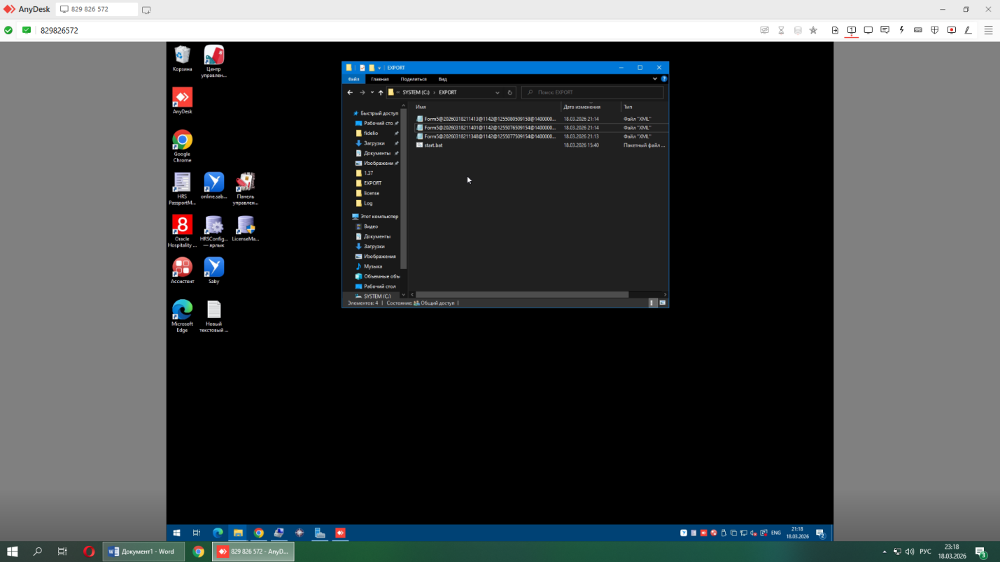 AnyDesk
829 826 572
829826572
Корзина
Центр
управлен...
AnyDesk
Google
Chrome
HRS
PassportM...
online.sab...
Панель
управлен...
Oracle
Hospitality ...
HRSConfig...
— ярлык
LicenseMa...
Ассистент
Saby
Microsoft
Edge
Новый
текстовый ...
EXPORT
Файл
Главная
Поделиться
Вид
SYSTEM (C:)
EXPORT
Поиск: EXPORT
Быстрый доступ
Рабочий сто.
fidelio
Загрузки
Документы
Изображени
1.37
EXPORT
license
Log
Этот компьютер
Видео
Документы
Загрузки
Изображения
Музыка
Объемные объ
Рабочий стол
SYSTEM (C:)
Имя
Дата изменения
Тип
Form5@20260318211413@1142@1255080509158@1400000...
18.03.2026 21:14
Файл "XML"
Form5@20260318211401@1142@1255076509154@1400000...
18.03.2026 21:14
Файл "XML"
Form5@20260318211348@1142@1255077509154@1400000...
18.03.2026 21:13
Файл "XML"
start.bat
18.03.2026 15:40
Пакетный файл ...
Элементов: 4
Состояние: Общий доступ
ENG
21:18
18.03.2026
2
Документ1 - Word
829 826 572 - AnyD...
РУС
23:18
18.03.2026
3